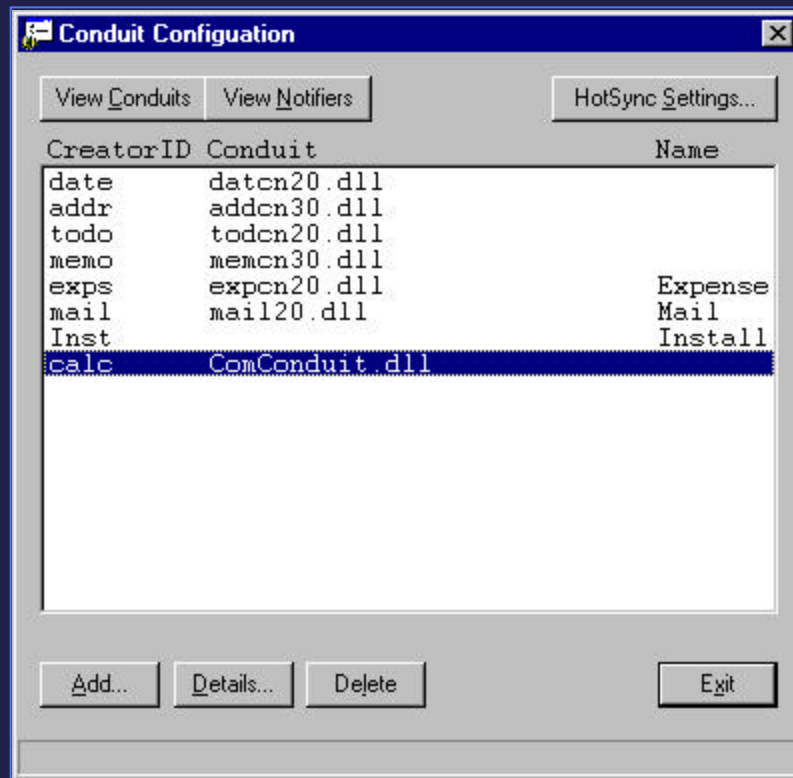 Conduit Configuation
View Conduits View Notifiers HotSync Settings...
CreatorID Conduit Name
date datcn20.dll
addr addcn30.dll
todo todcn20.dll
memo memcn30.dll
exps expcn20.dll Expense
mail mail20.dll Mail
Inst Install
calc ComConduit.dll
Add... Details... Delete Exit